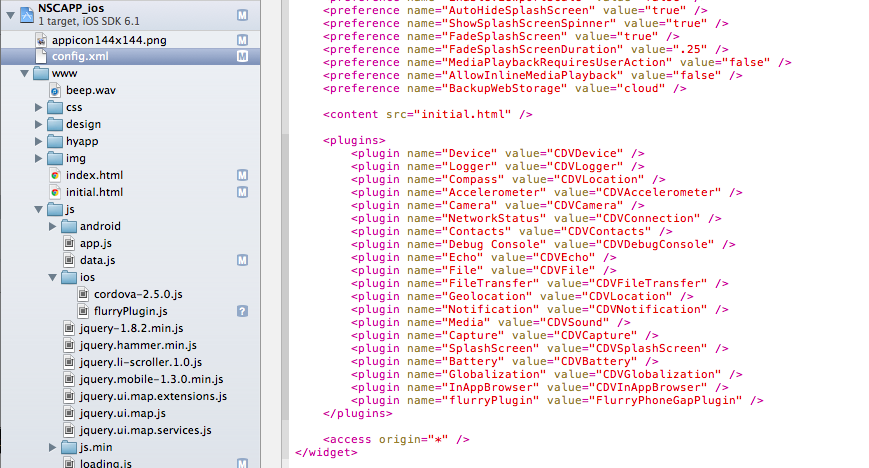 NSCAPP_ios
M
1 target, iOS SDK 6.1
appicon144x144.png
M
config.xml
M
www
beep.wav
css
design
hyapp
img
index.html
M
initial.html
M
js
android
app.js
data.js
M
ios
cordova-2.5.0.js
flurryPlugin.js
?
jquery-1.8.2.min.js
jquery.hammer.min.js
jquery.li-scroller.1.0.js
jquery.mobile-1.3.0.min.js
jquery.ui.map.extensions.js
jquery.ui.map.js
jquery.ui.map.services.js
js.min
loading.js
M
<preference name="AutoHideSplashScreen" value="true" />
<preference name="ShowSplashScreenSpinner" value="true" />
<preference name="FadeSplashScreen" value="true" />
<preference name="FadeSplashScreenDuration" value=".25" />
<preference name="MediaPlaybackRequiresUserAction" value="false" />
<preference name="AllowInlineMediaPlayback" value="false" />
<preference name="BackupWebStorage" value="cloud" />
<content src="initial.html" />
<plugins>
<plugin name="Device" value="CDVDevice" />
<plugin name="Logger" value="CDVLogger" />
<plugin name="Compass" value="CDVLocation" />
<plugin name="Accelerometer" value="CDVAccelerometer" />
<plugin name="Camera" value="CDVCamera" />
<plugin name="NetworkStatus" value="CDVConnection" />
<plugin name="Contacts" value="CDVContacts" />
<plugin name="Debug Console" value="CDVDebugConsole" />
<plugin name="Echo" value="CDVEcho" />
<plugin name="File" value="CDVFile" />
<plugin name="FileTransfer" value="CDVFileTransfer" />
<plugin name="Geolocation" value="CDVLocation" />
<plugin name="Notification" value="CDVNotification" />
<plugin name="Media" value="CDVSound" />
<plugin name="Capture" value="CDVCapture" />
<plugin name="SplashScreen" value="CDVSplashScreen" />
<plugin name="Battery" value="CDVBattery" />
<plugin name="Globalization" value="CDVGlobalization" />
<plugin name="InAppBrowser" value="CDVInAppBrowser" />
<plugin name="flurryPlugin" value="FlurryPhoneGapPlugin" />
</plugins>
<access origin="*" />
</widget>